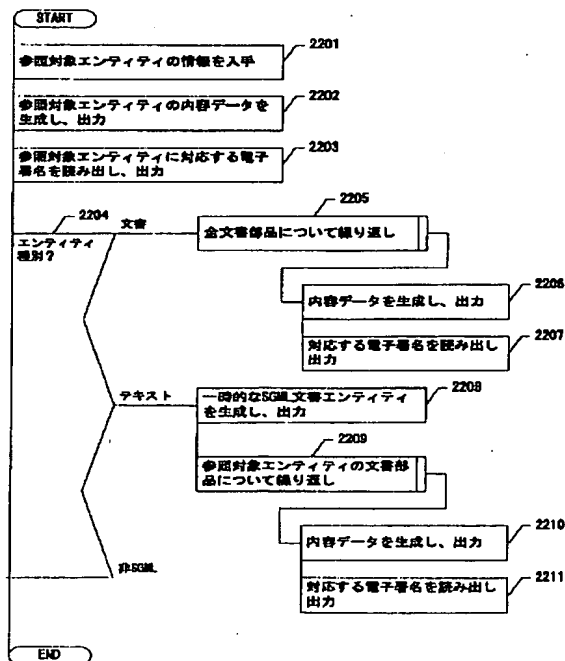 START
2201
参照対象エンティティの情報を入手
2202
参照対象エンティティの内容データを
生成し、出力
2203
参照対象エンティティに対応する電子
署名を読み出し、出力
2204
エンティティ
種別？
文書
2205
全文書部品について繰り返し
2206
内容データを生成し、出力
2207
対応する電子署名を読み出し
出力
テキスト
2208
一時的なSGML文書エンティティ
を生成し、出力
2209
参照対象エンティティの文書部
品について繰り返し
2210
内容データを生成し、出力
2211
対応する電子署名を読み出し
出力
非SGML
END